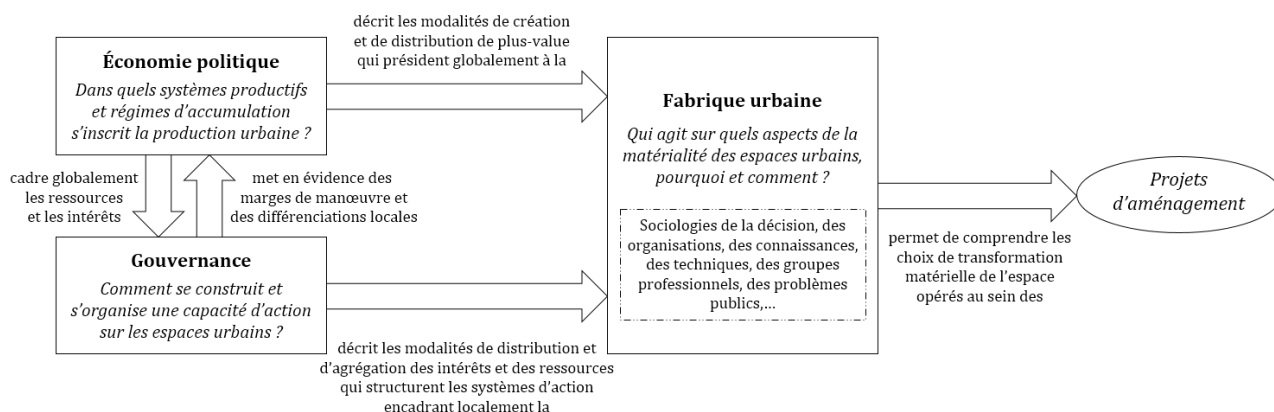 décrit les modalités de création
et de distribution de plus-value
qui président globalement à la
Économie politique
Dans quels systèmes productifs
et régimes d'accumulation
s'inscrit la production urbaine ?
cadre globalement
les ressources
et les intérêts
met en évidence des
marges de manœuvre et
des différenciations locales
Gouvernance
Comment se construit et
s'organise une capacité d'action
sur les espaces urbains ?
décrit les modalités de distribution et
d'agrégation des intérêts et des ressources
qui structurent les systèmes d'action
encadrant localement la
Fabrique urbaine
Qui agit sur quels aspects de la
matérialité des espaces urbains,
pourquoi et comment ?
Sociologies de la décision, des
organisations, des connaissances,
des techniques, des groupes
professionnels, des problèmes
publics,...
permet de comprendre les
choix de transformation
matérielle de l'espace
opérés au sein des
Projets
d'aménagement